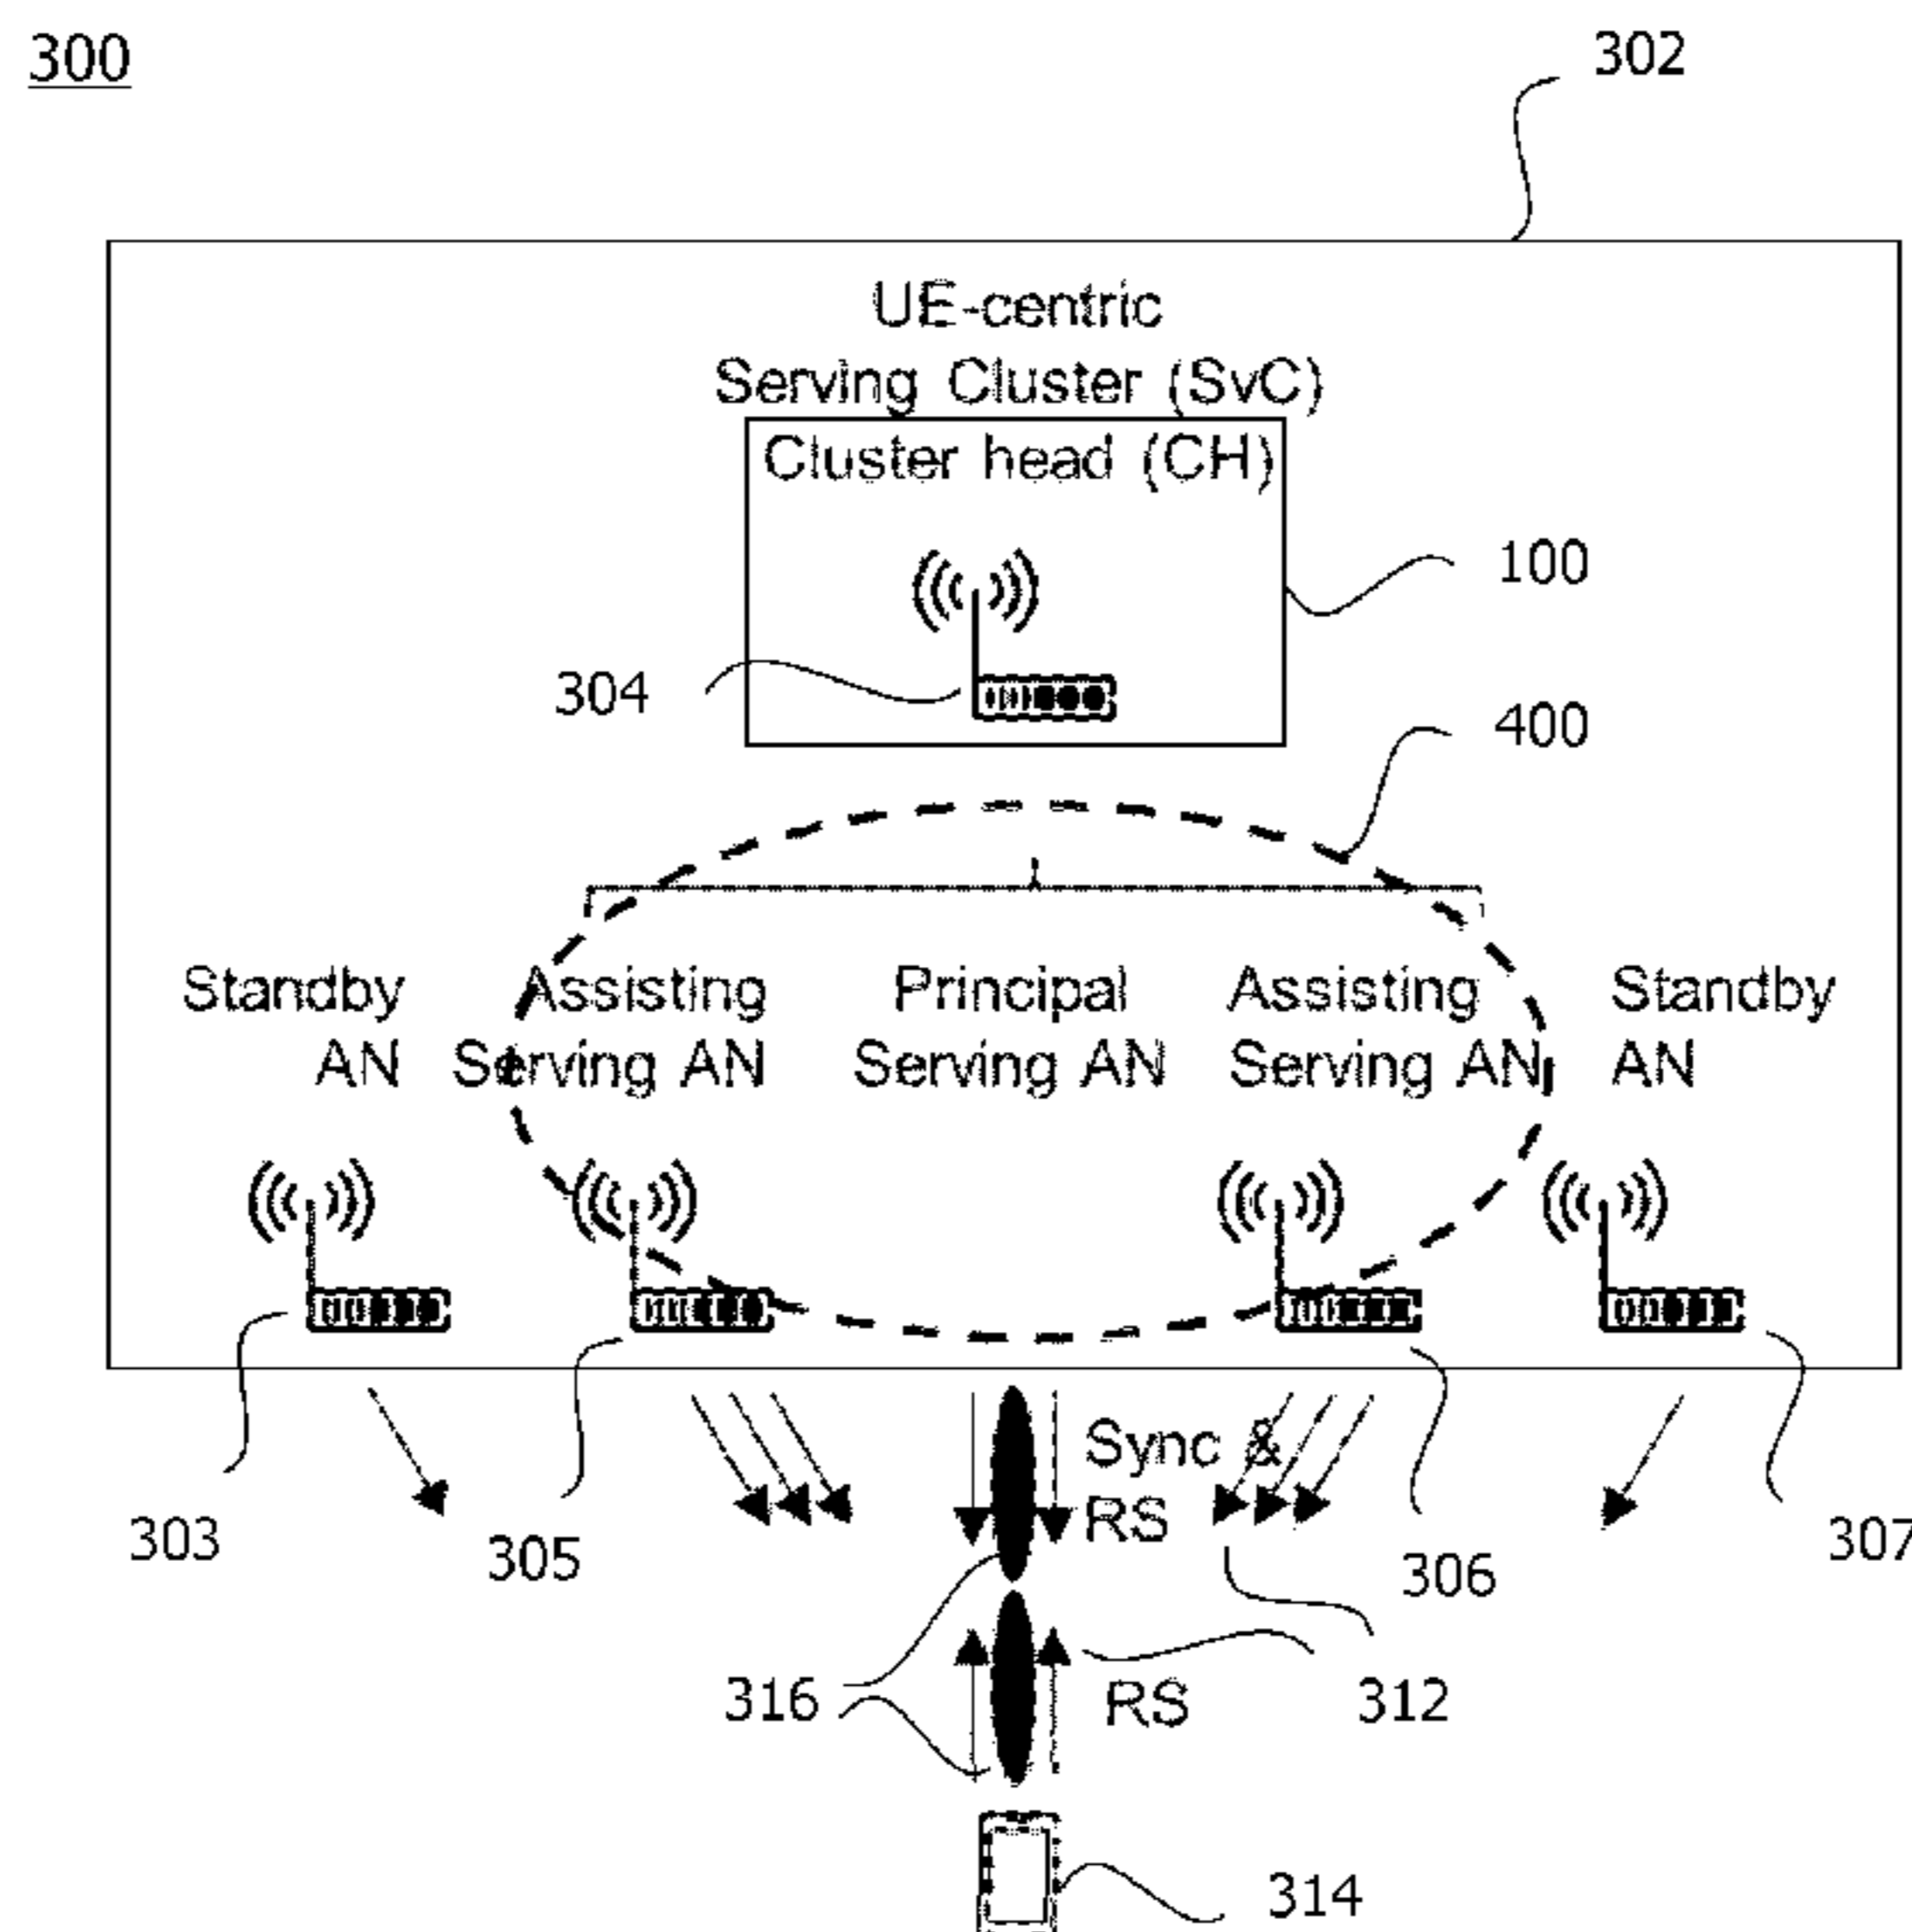 300
302
UE-centric
Serving Cluster (SvC)
Cluster head (CH)
100
304
400
Standby AN
Assisting Serving AN
Principal Serving AN
Assisting Serving AN
Standby AN
Sync & RS
303
305
306
307
316
RS
312
314